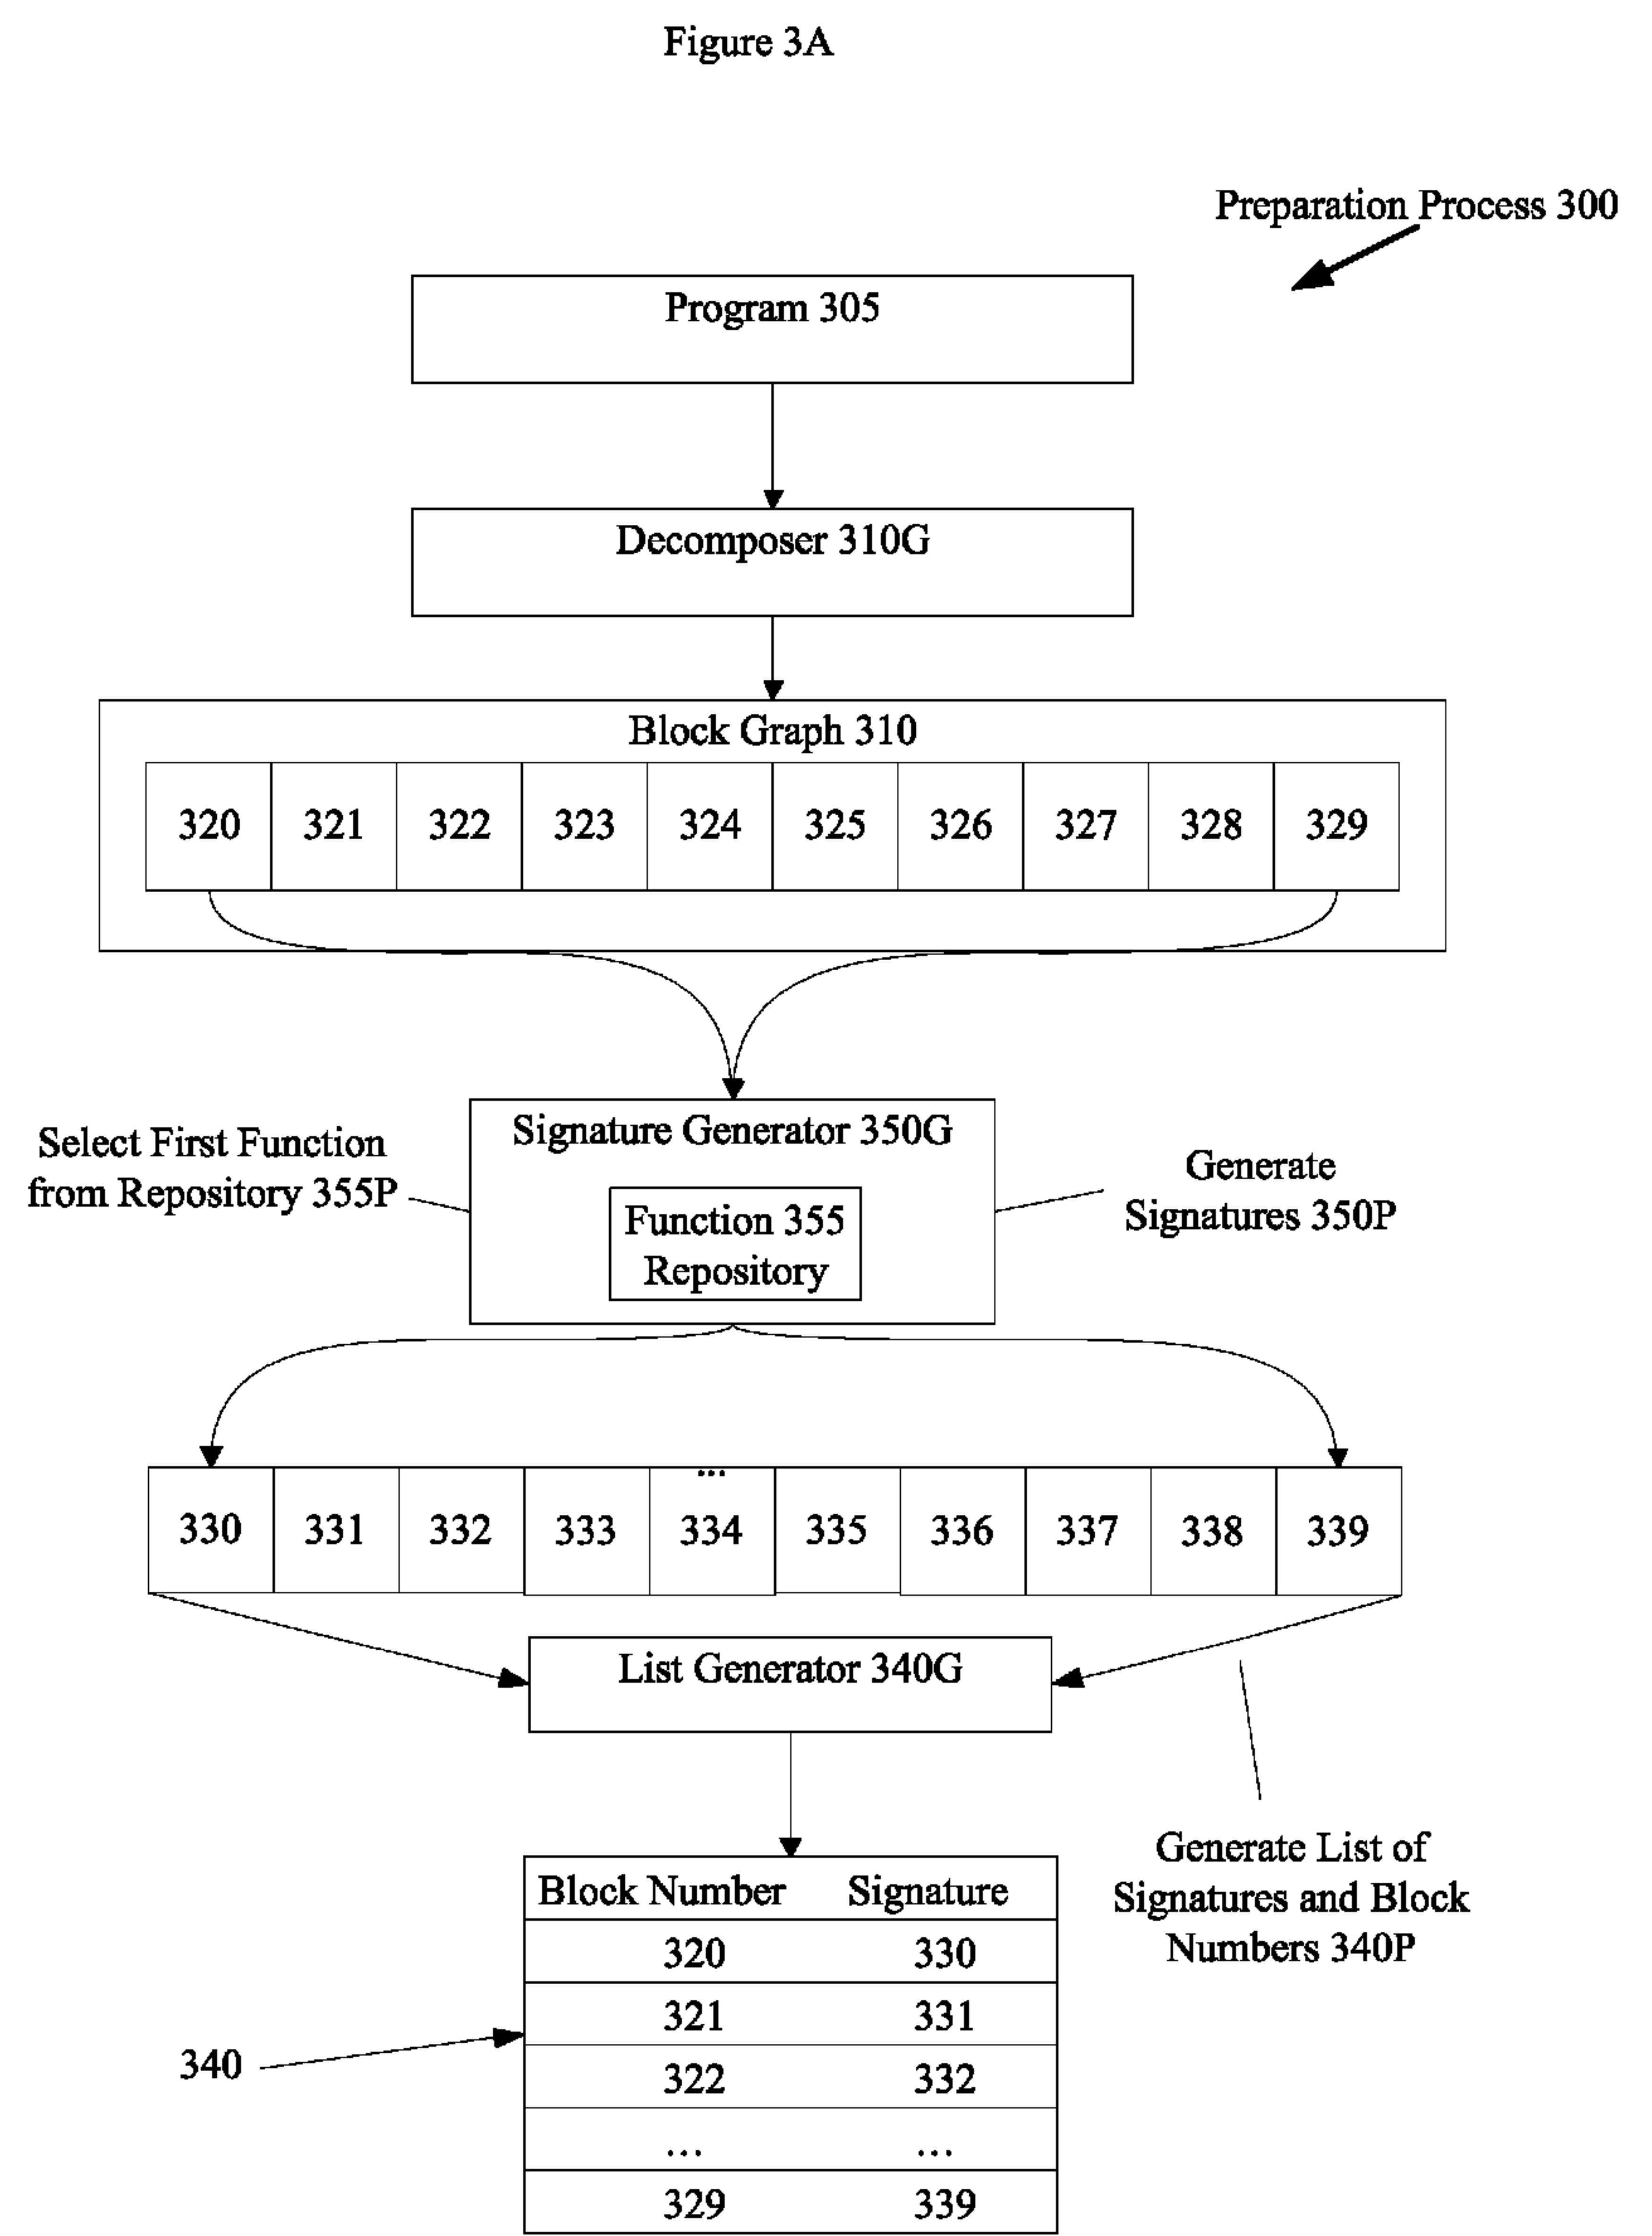 Figure 3A
Preparation Process 300
Program 305
Decomposer 310G
Block Graph 310
320 321 322 323 324 325 326 327 328 329
Signature Generator 350G
Select First Function
from Repository 355P
Generate
Signatures 350P
Function 355
Repository
...
330 331 332 333 334 335 336 337 338 339
List Generator 340G
Generate List of
Signatures and Block
Numbers 340P
Block Number Signature
320 330
321 331
340
322 332
... ...
329 339